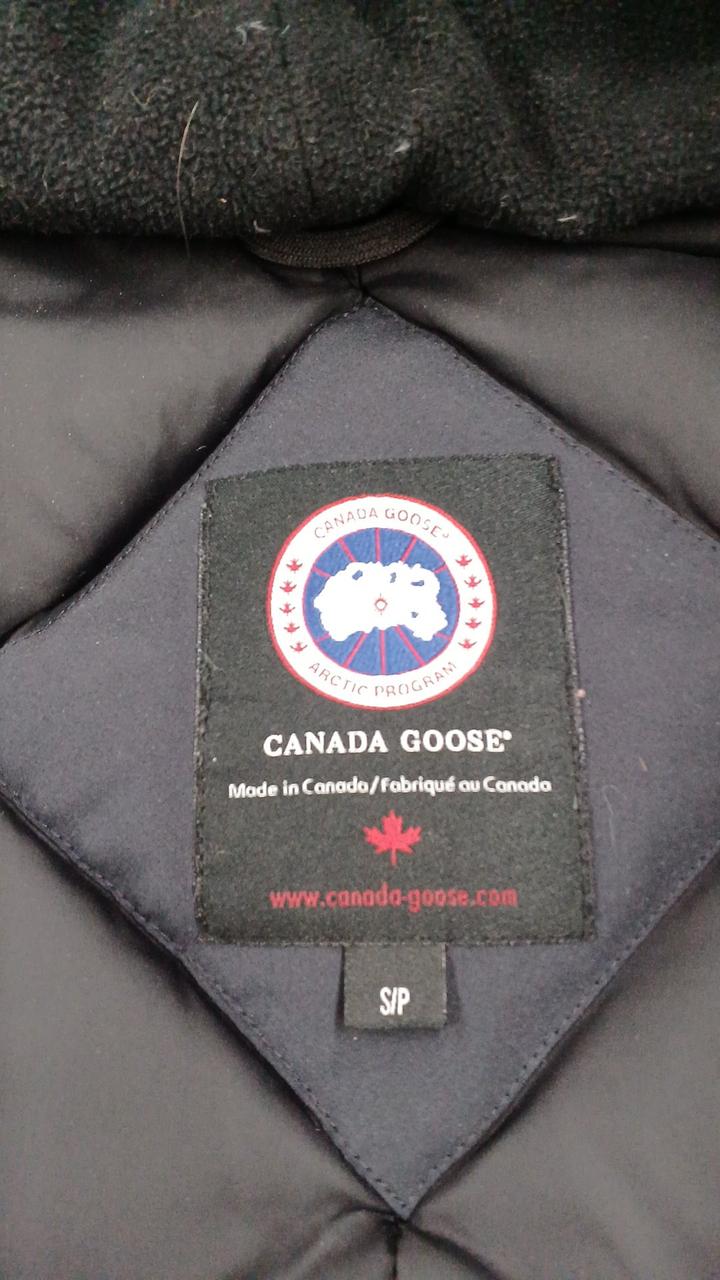 CANADA GOOSE®
ARCTIC PROGRAM
CANADA GOOSE®
Made in Canada/Fabriqué au Canada
www.canada-goose.com
S/P